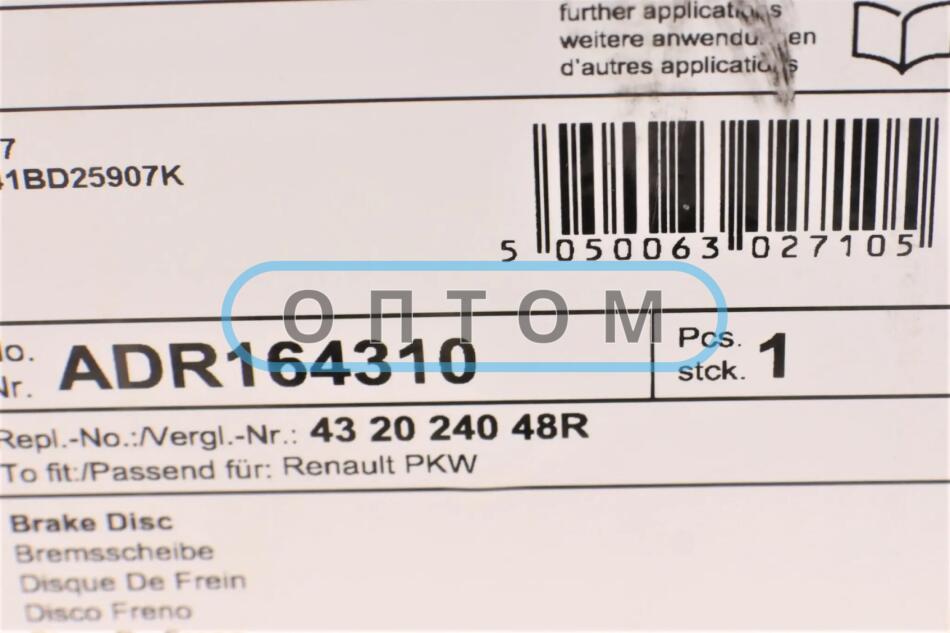 further applications
weitere anwendungen
d'autres applications
7
41BD25907K
5 050063 027105
ОПТОМ
No. Nr. ADR164310
Pcs. stck. 1
Repl.-No.:/Vergl.-Nr.: 43 20 240 48R
To fit:/Passend für: Renault PKW
Brake Disc
Bremsscheibe
Disque De Frein
Disco Freno